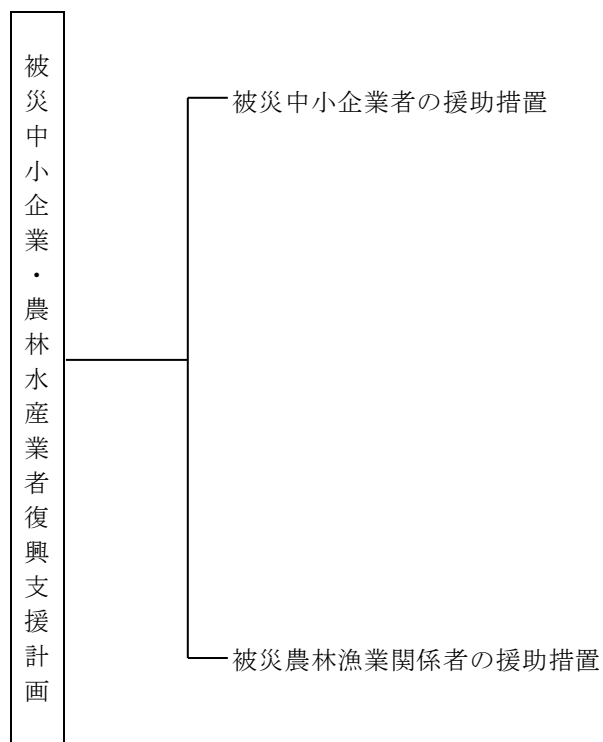 被災中小企業・農林水産業者復興支援計画
被災中小企業者の援助措置
被災農林漁業関係者の援助措置